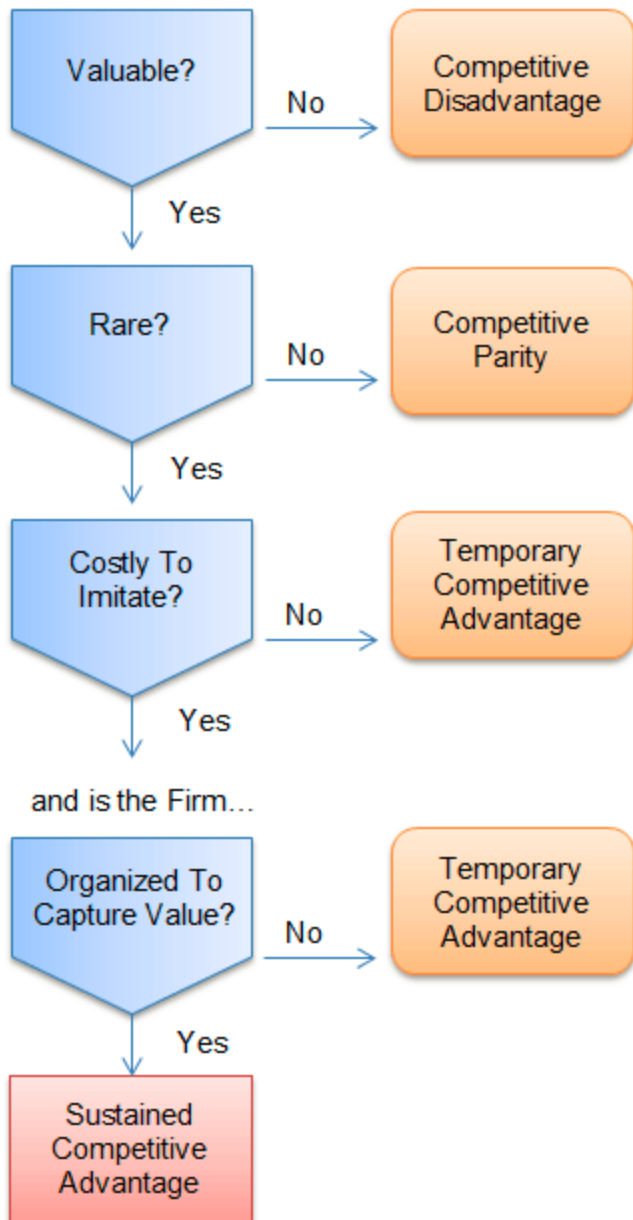 Valuable?
No
Competitive
Disadvantage
Yes
Rare?
No
Competitive
Parity
Yes
Costly To
Imitate?
No
Temporary
Competitive
Advantage
Yes
and is the Firm...
Organized To
Capture Value?
No
Temporary
Competitive
Advantage
Yes
Sustained
Competitive
Advantage